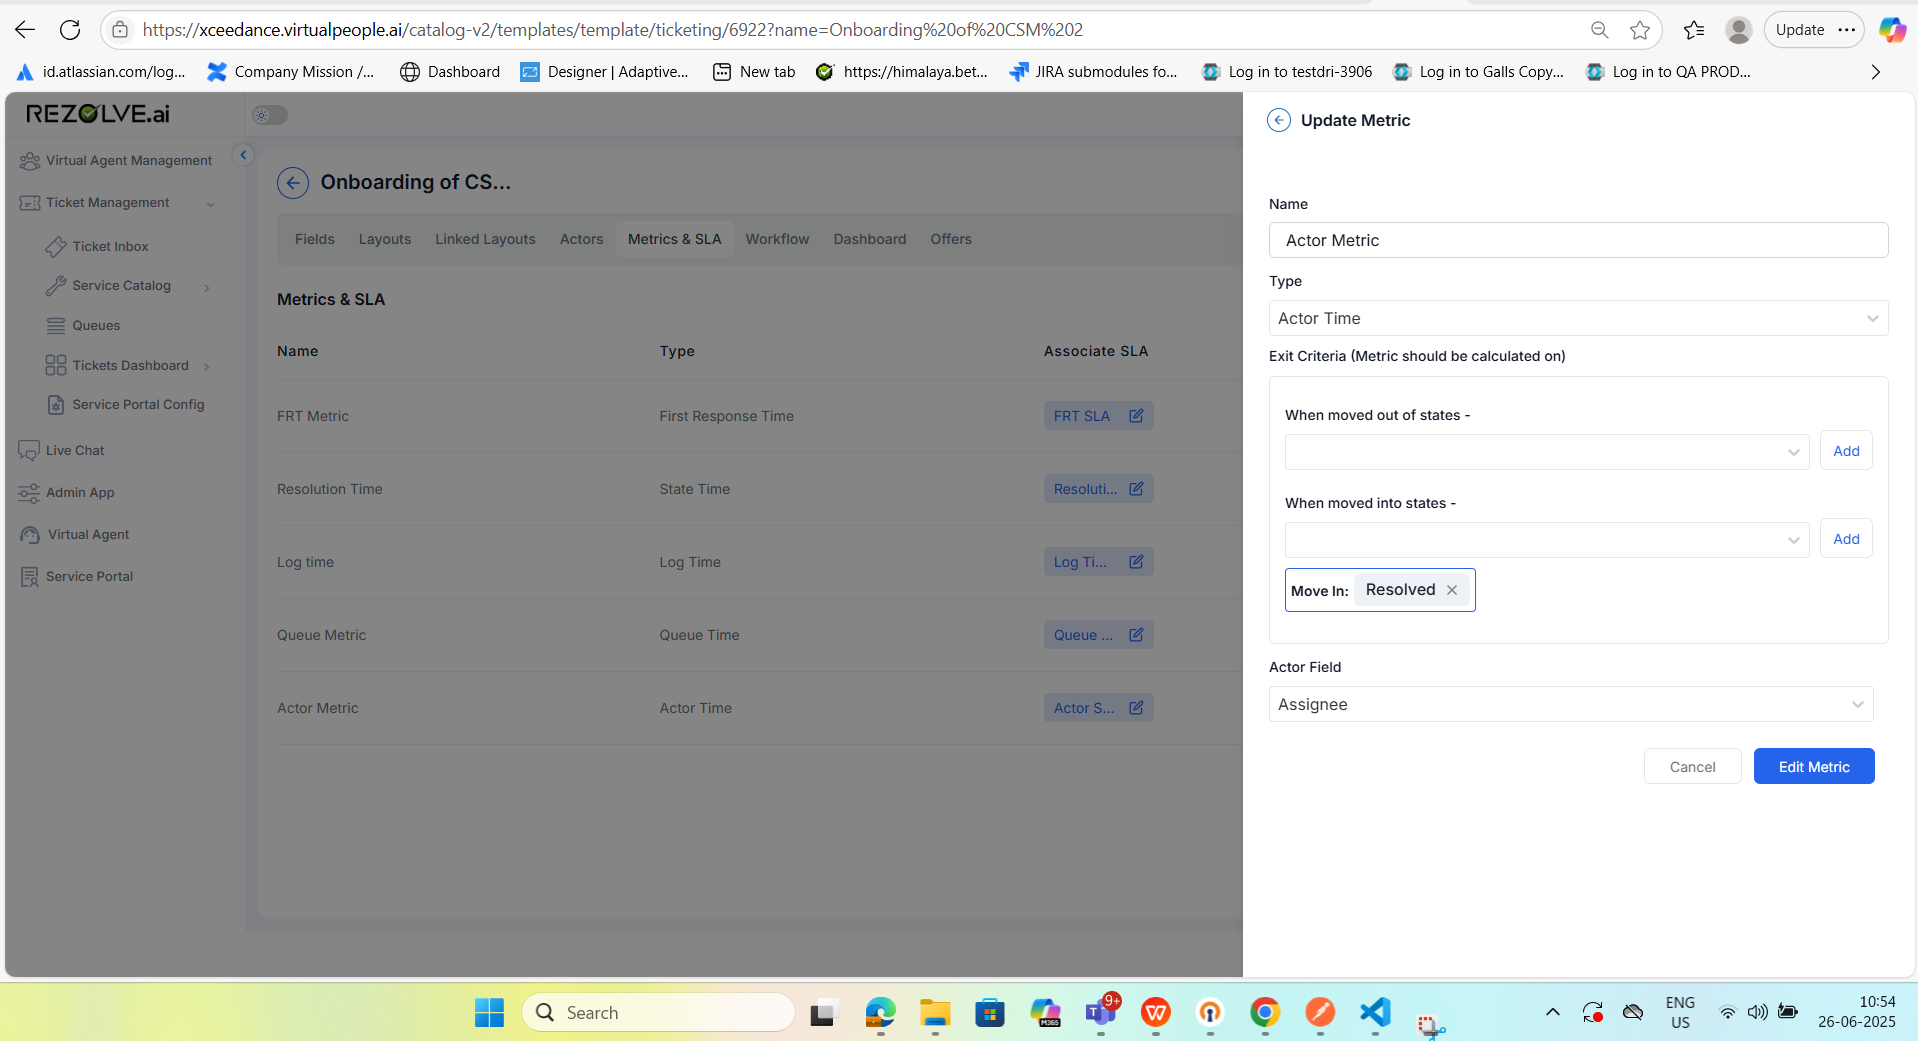 https://xceedance.virtualpeople.ai/catalog-v2/templates/template/ticketing/6922?name=Onboarding%20of%20CSM%202
Update
id.atlassian.com/log...
Company Mission /...
Dashboard
Designer | Adaptive...
New tab
https://himalaya.bet...
JIRA submodules fo...
Log in to testdri-3906
Log in to Galls Copy,...
Log in to QA PROD...
REZOLVE.ai
Virtual Agent Management
Ticket Management
Ticket Inbox
Service Catalog
Queues
Tickets Dashboard
Service Portal Config
Live Chat
Admin App
Virtual Agent
Service Portal
Onboarding of CS...
Fields
Layouts
Linked Layouts
Actors
Metrics & SLA
Workflow
Dashboard
Offers
Metrics & SLA
Name Type Associate SLA
FRT Metric First Response Time FRT SLA
Resolution Time State Time Resoluti...
Log time Log Time Log Ti...
Queue Metric Queue Time Queue ...
Actor Metric Actor Time Actor S...
Update Metric
Name
Actor Metric
Type
Actor Time
Exit Criteria (Metric should be calculated on)
When moved out of states -
Add
When moved into states -
Add
Move In: Resolved
Actor Field
Assignee
Cancel
Edit Metric
Search
M365
9+
ENG
US
10:54
26-06-2025